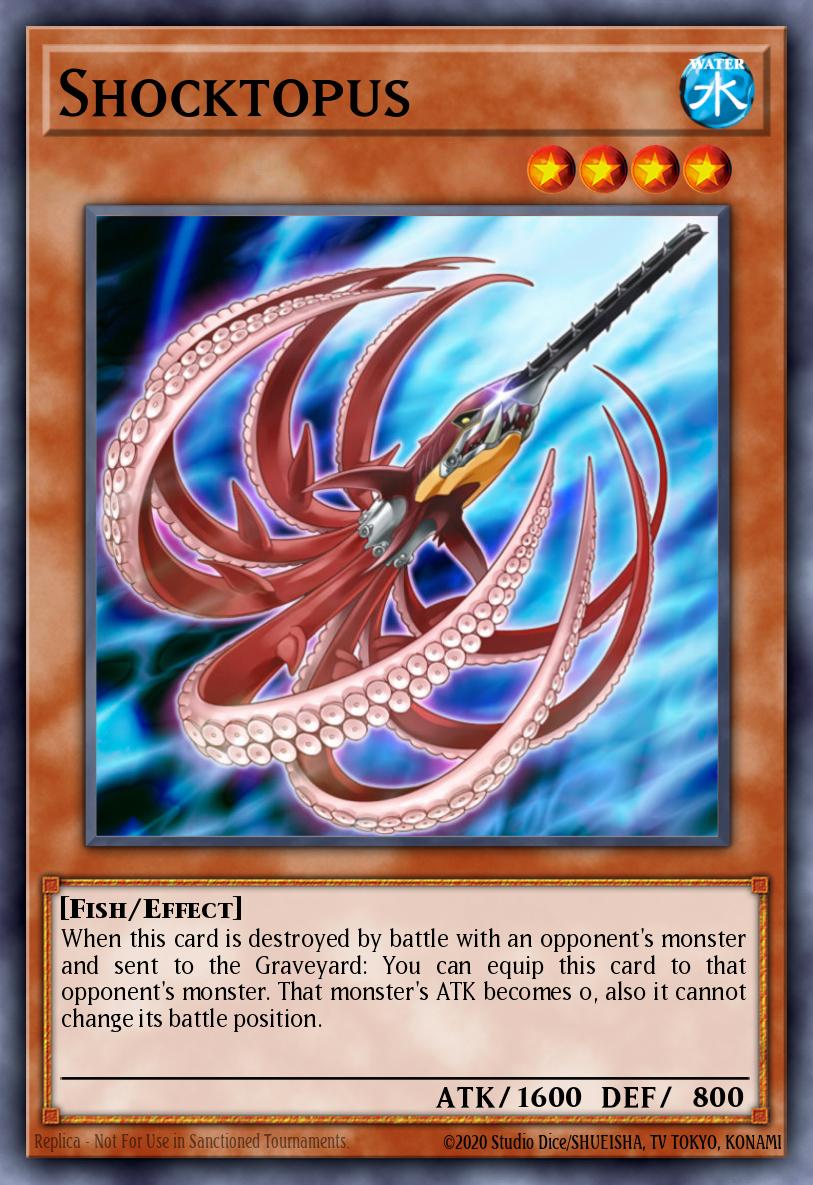 Shocktopus
WATER
水
[Fish/Effect]
When this card is destroyed by battle with an opponent's monster
and sent to the Graveyard: You can equip this card to that
opponent's monster. That monster's ATK becomes 0, also it cannot
change its battle position.
ATK/1600 DEF/ 800
Replica - Not For Use in Sanctioned Tournaments.
©2020 Studio Dice/SHUEISHA, TV TOKYO, KONAMI